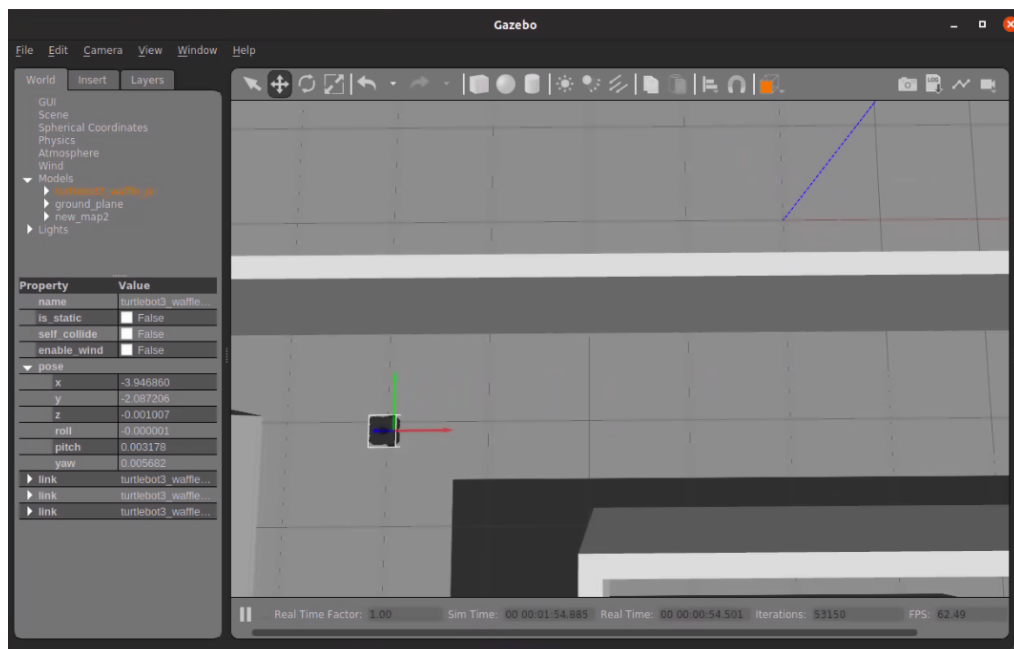 Gazebo
File Edit Camera View Window Help
World Insert Layers
GUI
Scene
Spherical Coordinates
Physics
Atmosphere
Wind
Models
turtlebot3_waffle_pi
ground_plane
new_map2
Lights
LOG
Property Value
name turtlebot3_waffle...
is_static False
self_collide False
enable_wind False
pose
x -3.946860
y -2.087206
z -0.001007
roll -0.000001
pitch 0.003178
yaw 0.005682
link turtlebot3_waffle...
link turtlebot3_waffle...
link turtlebot3_waffle...
Real Time Factor: 1.00 Sim Time: 00 00:01:54.885 Real Time: 00 00:00:54.501 Iterations: 53150 FPS: 62.49